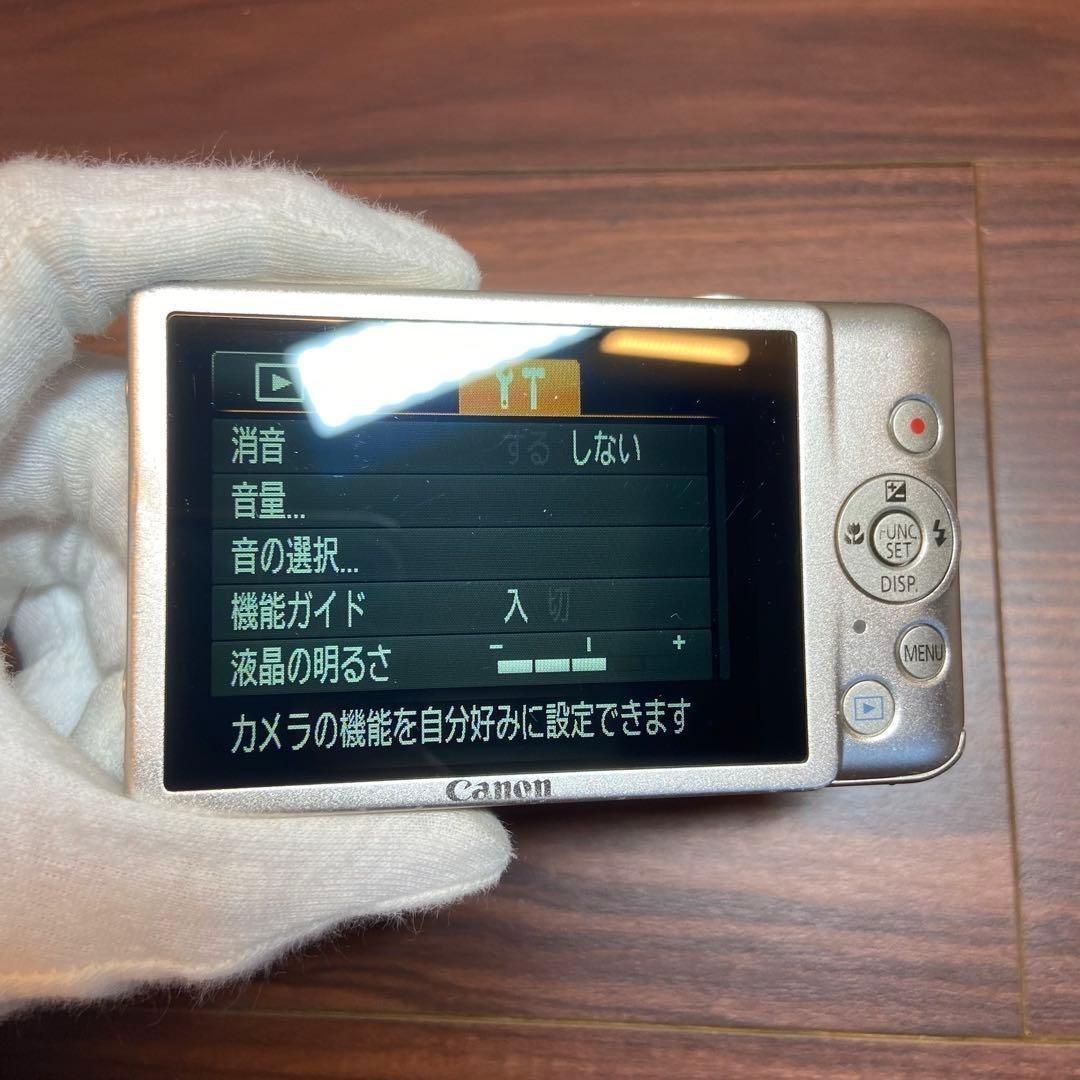 消音 する しない
音量...
音の選択...
機能ガイド 入 切
液晶の明るさ - +
カメラの機能を自分好みに設定できます
Canon
FUNC.
SET
DISP.
MENU